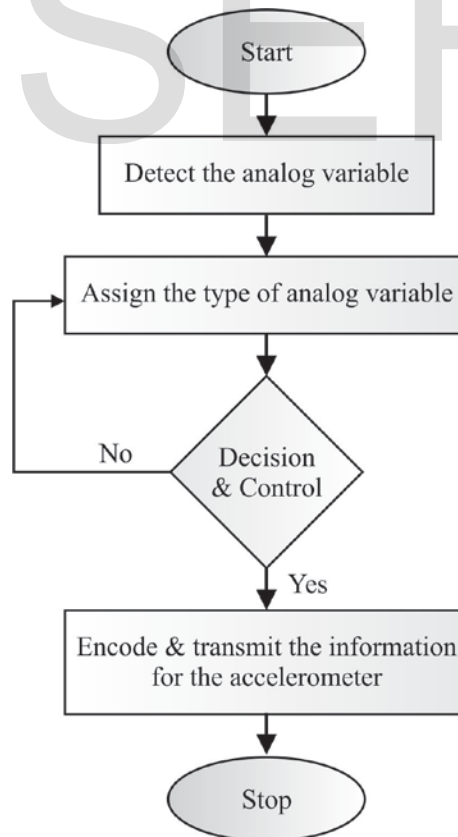 Start
Detect the analog variable
Assign the type of analog variable
No
Decision
& Control
Yes
Encode & transmit the information
for the accelerometer
Stop